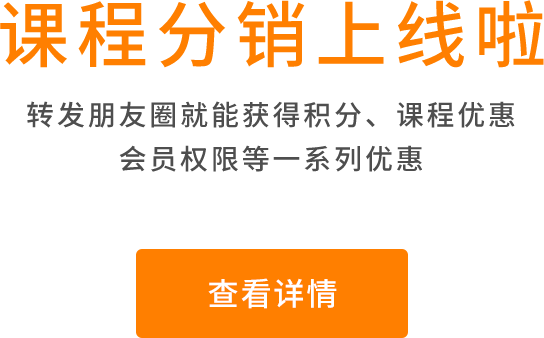 课程分销上线啦
转发朋友圈就能获得积分、课程优惠
会员权限等一系列优惠
查看详情